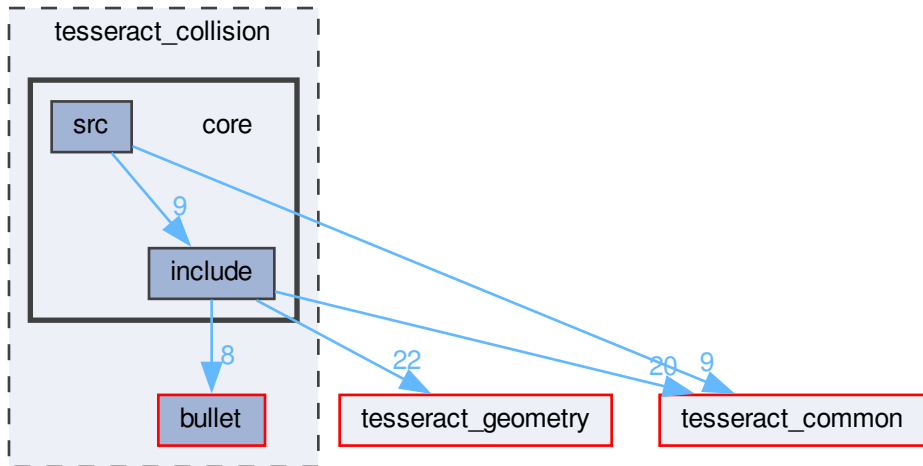 tesseract_collision
src
core
9
include
8
22
20
9
bullet
tesseract_geometry
tesseract_common